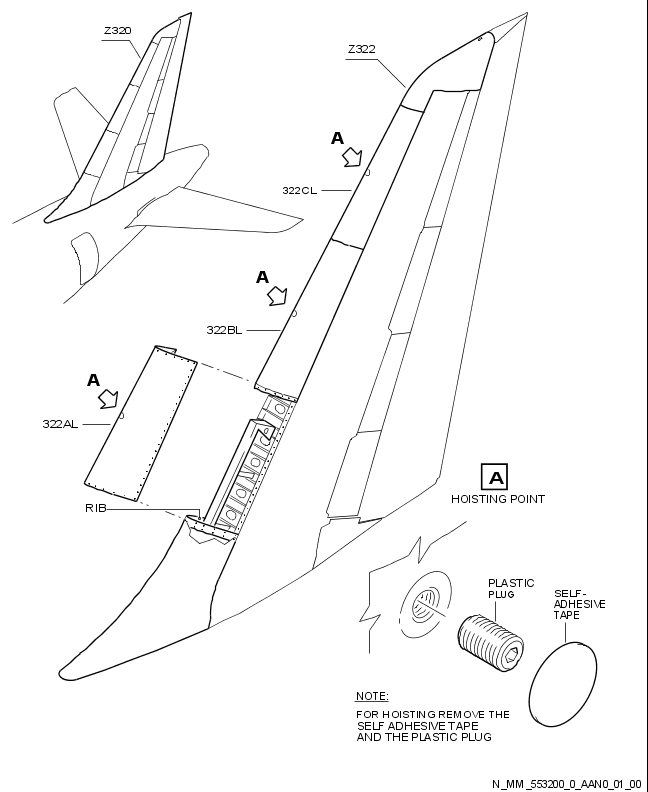 Z320
Z322
A
322CL
A
322BL
A
322AL
RIB
A
HOISTING POINT
PLASTIC
PLUG
SELF-
ADHESIVE
TAPE
NOTE:
FOR HOISTING REMOVE THE
SELF ADHESIVE TAPE
AND THE PLASTIC PLUG
N_MM_553200_0_AAN0_01_00